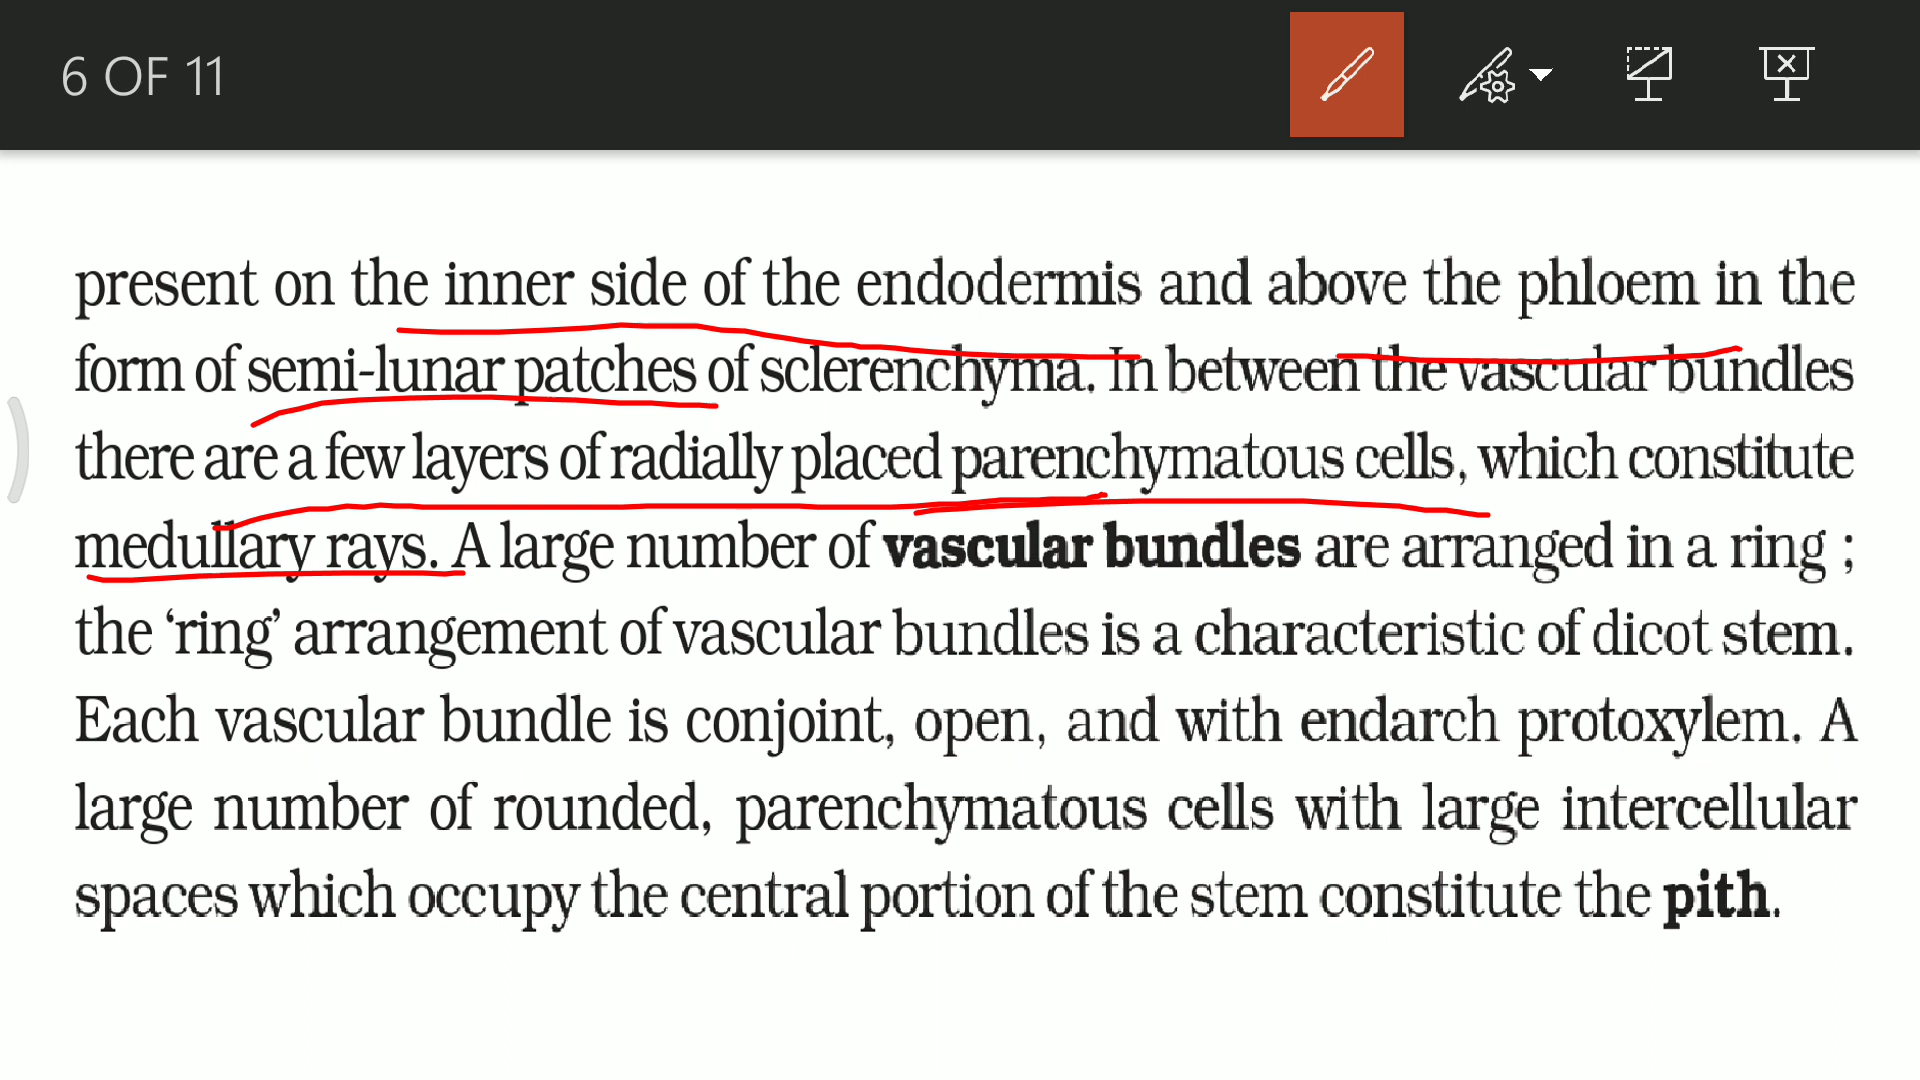 6 OF 11
present on the inner side of the endodermis and above the phloem in the
form of semi-lunar patches of sclerenchyma. In between the vascular bundles
there are a few layers of radially placed parenchymatous cells, which constitute
medullary rays. A large number of vascular bundles are arranged in a ring ;
the ‘ring’ arrangement of vascular bundles is a characteristic of dicot stem.
Each vascular bundle is conjoint, open, and with endarch protoxylem. A
large number of rounded, parenchymatous cells with large intercellular
spaces which occupy the central portion of the stem constitute the pith.